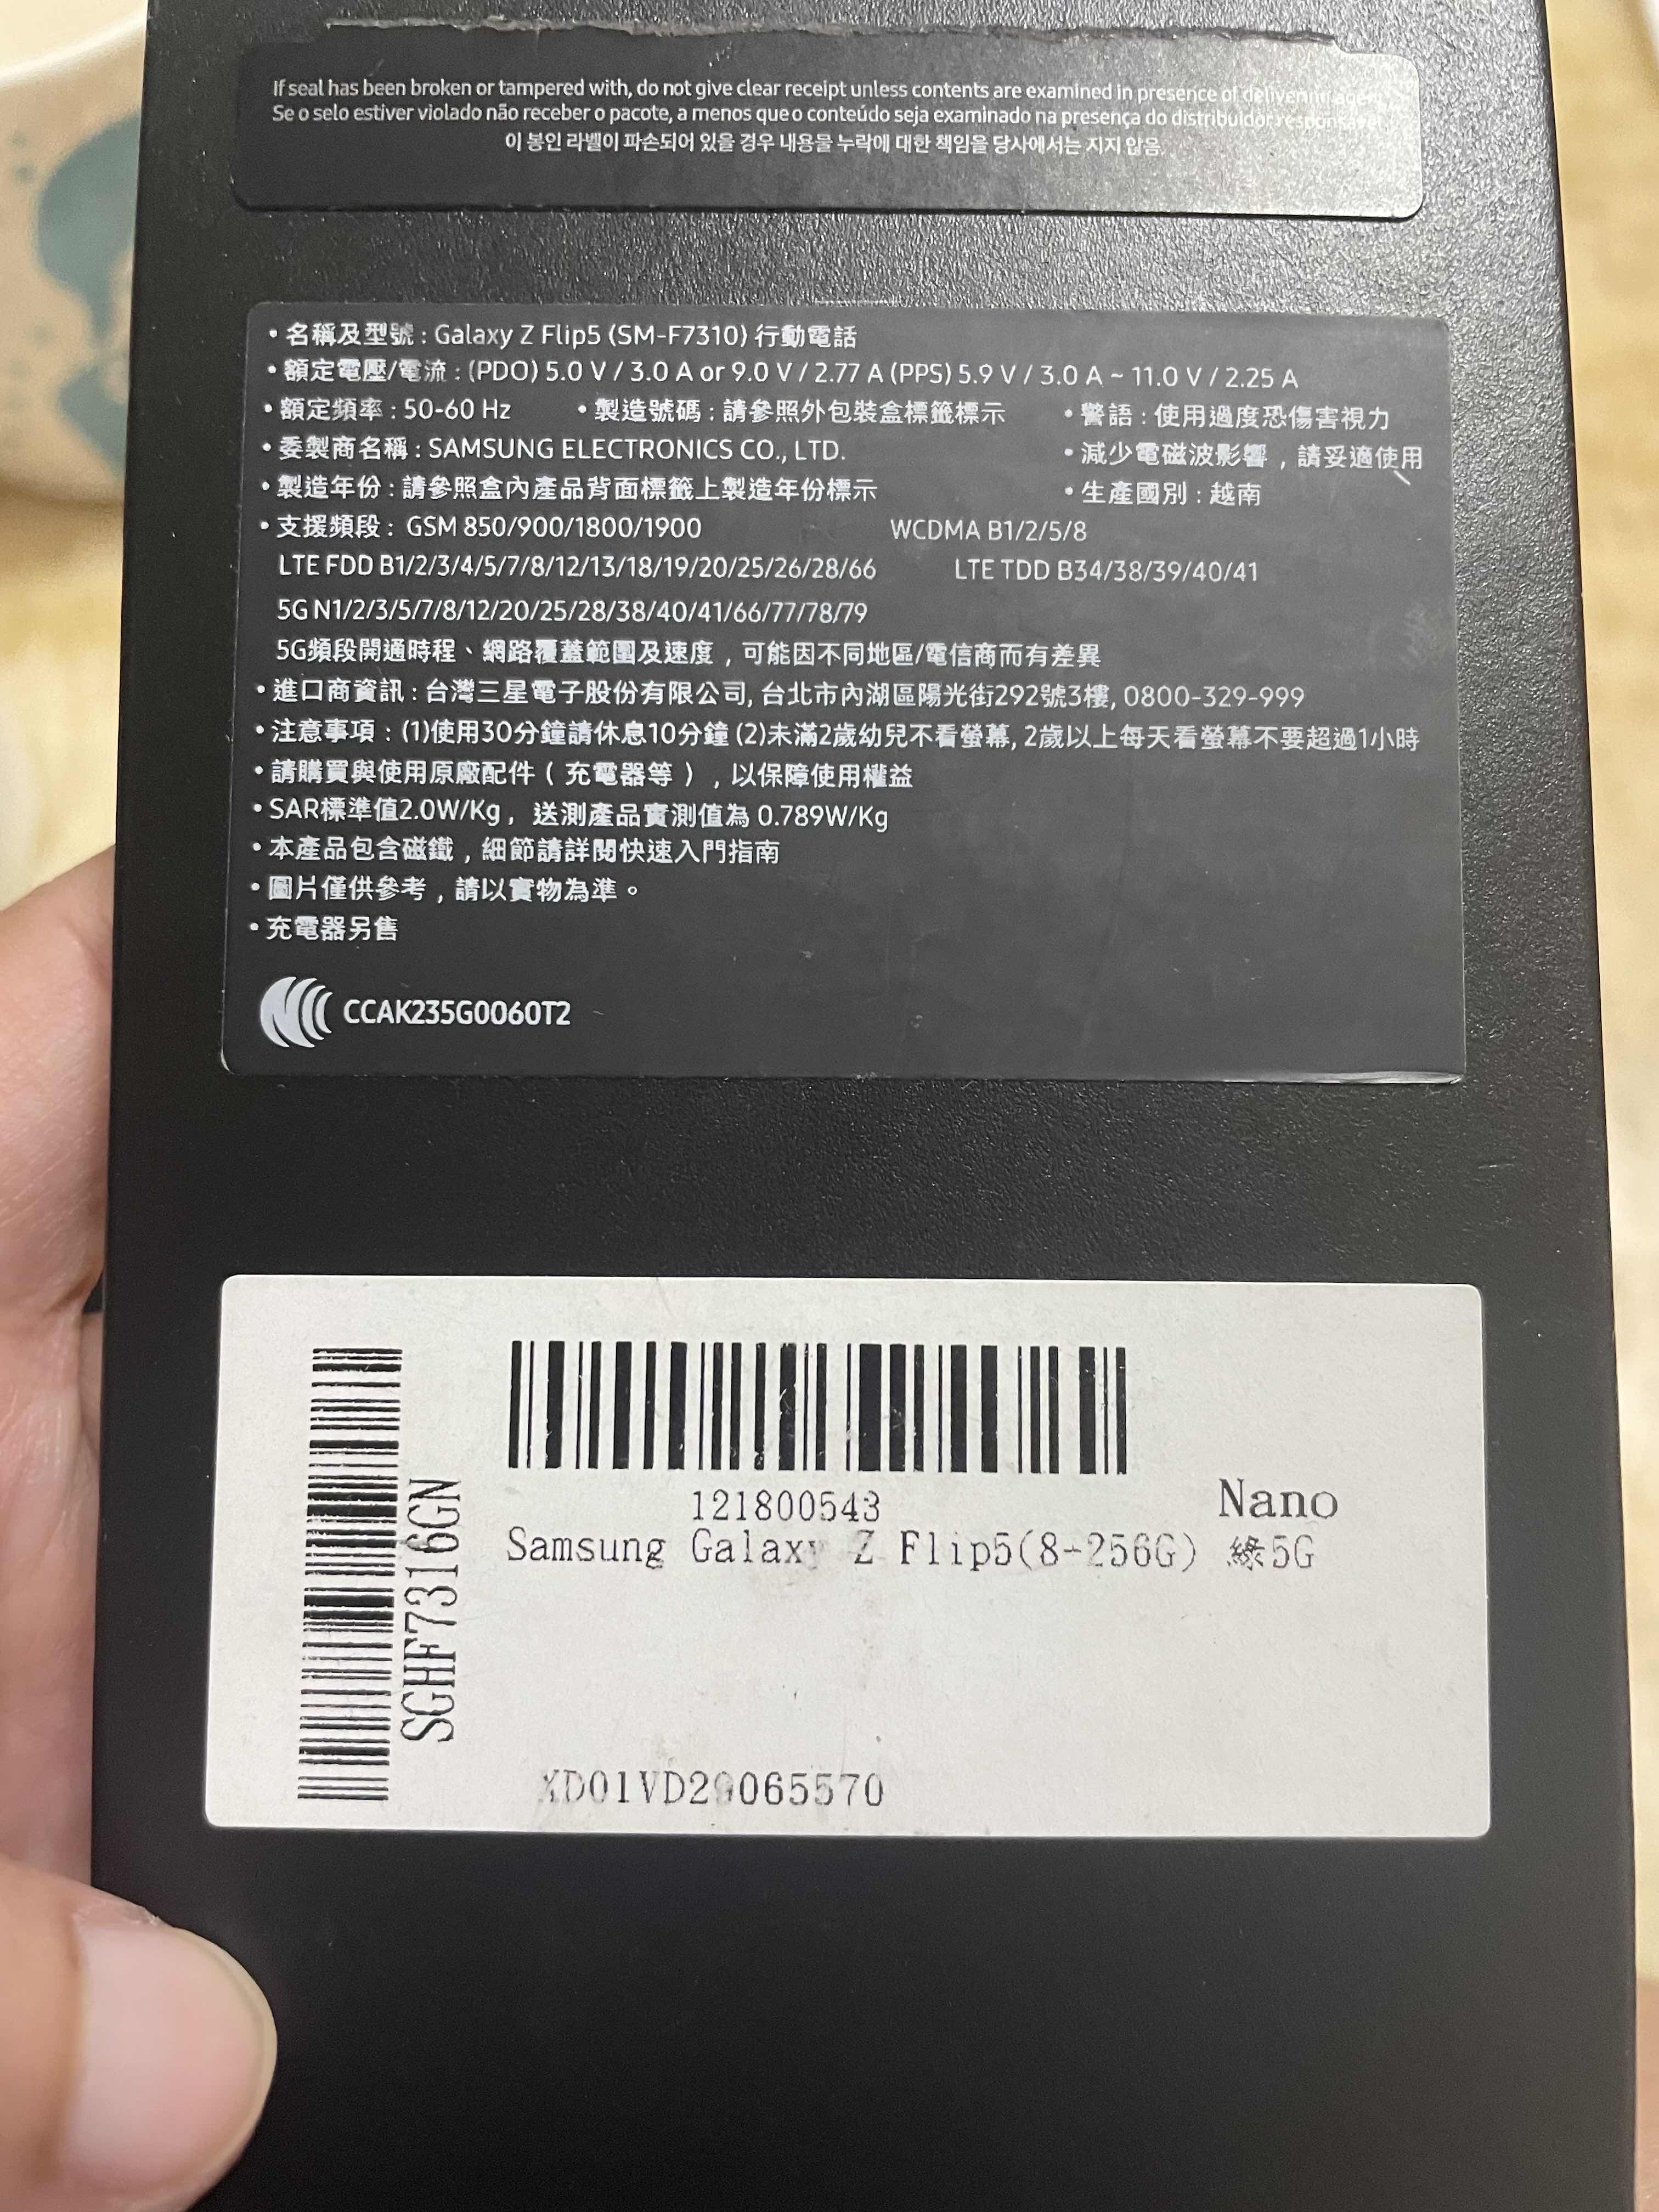 If seal has been broken or tampered with, do not give clear receipt unless contents are examined in presence of delivering agent.
Se o selo estiver violado não receber o pacote, a menos que o conteúdo seja examinado na presença do distribuidor responsável.
이 봉인 라벨이 파손되어 있을 경우 내용물 누락에 대한 책임을 당사에서는 지지 않음.
• 名稱及型號 : Galaxy Z Flip5 (SM-F7310) 行動電話
• 額定電壓/電流 : (PDO) 5.0 V / 3.0 A or 9.0 V / 2.77 A (PPS) 5.9 V / 3.0 A ~ 11.0 V / 2.25 A
• 額定頻率 : 50-60 Hz • 製造號碼 : 請參照外包裝盒標籤標示 • 警語 : 使用過度恐傷害視力
• 委製商名稱 : SAMSUNG ELECTRONICS CO., LTD. • 減少電磁波影響，請妥適使用
• 製造年份 : 請參照盒內產品背面標籤上製造年份標示 • 生產國別 : 越南
• 支援頻段 : GSM 850/900/1800/1900 WCDMA B1/2/5/8
LTE FDD B1/2/3/4/5/7/8/12/13/18/19/20/25/26/28/66 LTE TDD B34/38/39/40/41
5G N1/2/3/5/7/8/12/20/25/28/38/40/41/66/77/78/79
5G頻段開通時程、網路覆蓋範圍及速度，可能因不同地區/電信商而有差異
• 進口商資訊 : 台灣三星電子股份有限公司, 台北市內湖區陽光街292號3樓, 0800-329-999
• 注意事項 : (1)使用30分鐘請休息10分鐘 (2)未滿2歲幼兒不看螢幕, 2歲以上每天看螢幕不要超過1小時
• 請購買與使用原廠配件（充電器等），以保障使用權益
• SAR標準值2.0W/Kg，送測產品實測值為 0.789W/Kg
• 本產品包含磁鐵，細節請詳閱快速入門指南
• 圖片僅供參考，請以實物為準。
• 充電器另售
CCAK235G0060T2
SGHF7316GN
121800543
Nano
Samsung Galaxy Z Flip5(8-256G) 綠5G
XD01VD29065570